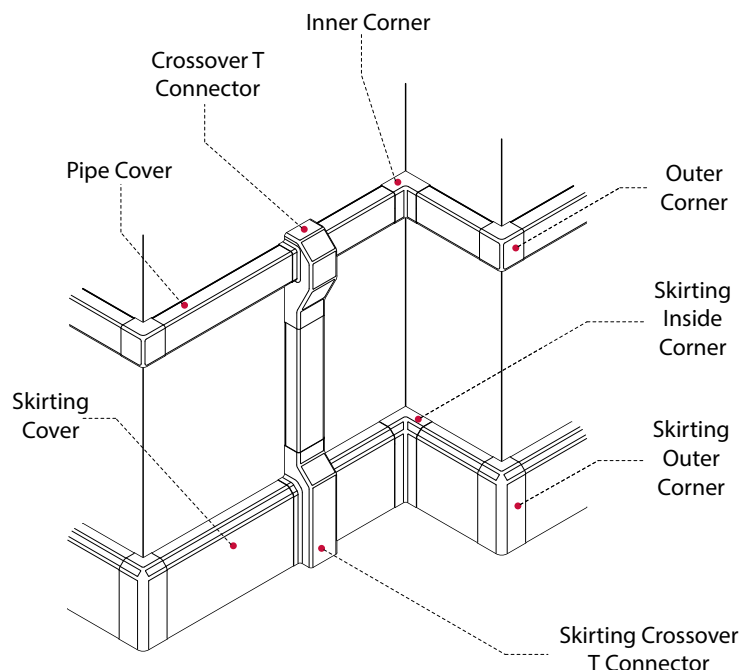 Inner Corner
Crossover T
Connector
Pipe Cover
Outer
Corner
Skirting
Inside
Corner
Skirting
Cover
Skirting
Outer
Corner
Skirting Crossover
T Connector